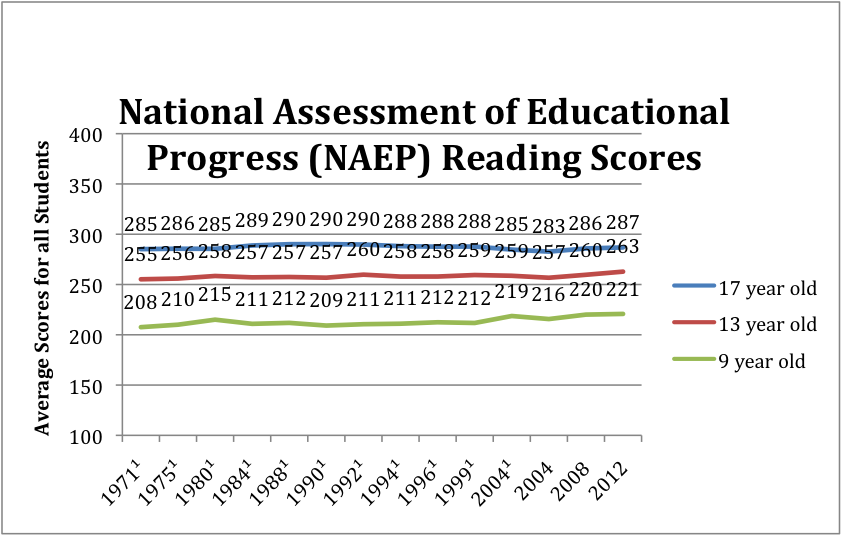 National Assessment of Educational
Progress (NAEP) Reading Scores
Average Scores for all Students
400
350
300
250
200
150
100
285 286 285 289 290 290 290 288 288 288 285 283 286 287
255 256 258 257 257 257 260 258 258 259 259 257 260 263
208 210 215 211 212 209 211 211 212 212 219 216 220 221
1971¹ 1975¹ 1980¹ 1984¹ 1988¹ 1990¹ 1992¹ 1994¹ 1996¹ 1999¹ 2004¹ 2004 2008 2012
17 year old
13 year old
9 year old